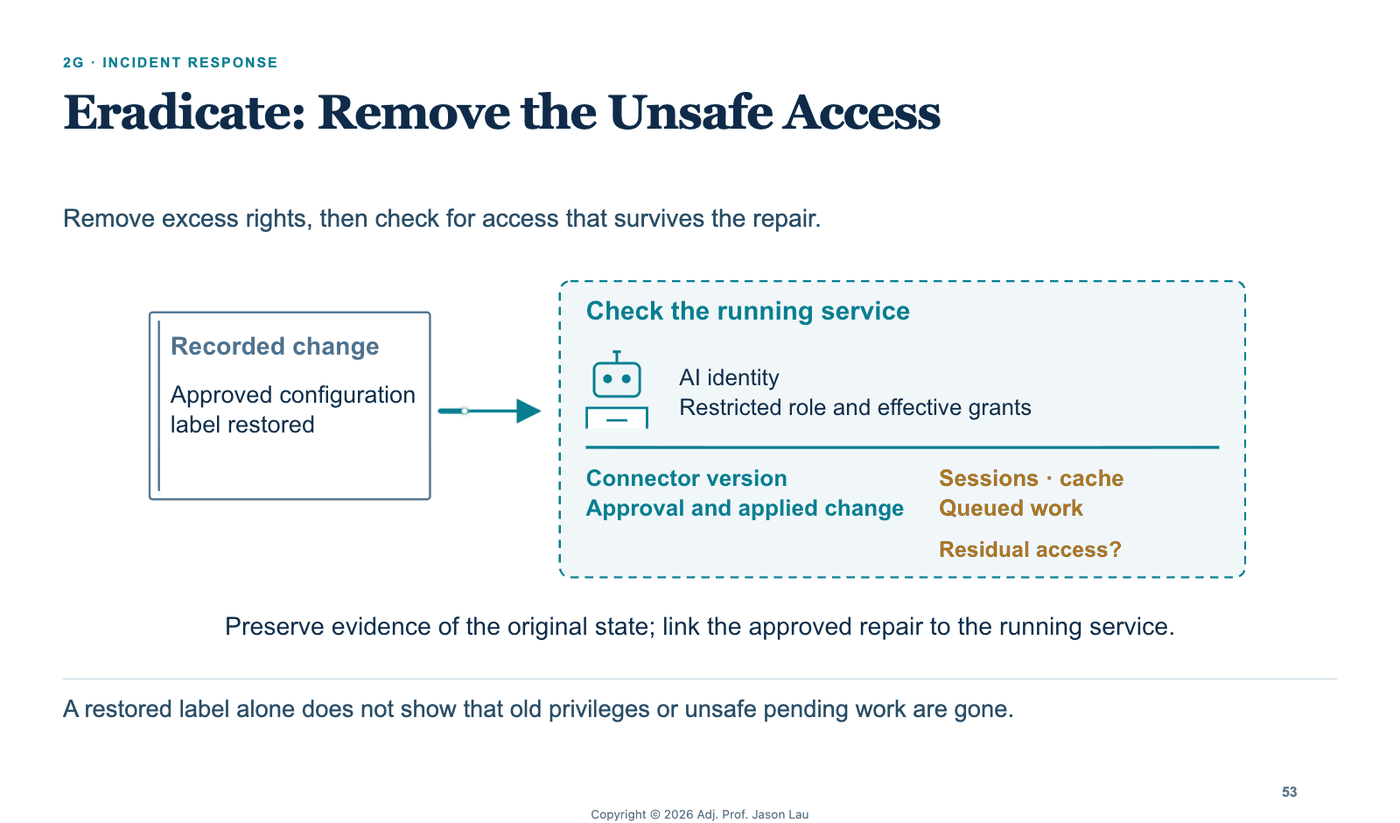 2G · INCIDENT RESPONSE
Eradicate: Remove the Unsafe Access
Remove excess rights, then check for access that survives the repair.
Recorded change
Approved configuration
label restored
Check the running service
AI identity
Restricted role and effective grants
Connector version
Approval and applied change
Sessions · cache
Queued work
Residual access?
Preserve evidence of the original state; link the approved repair to the running service.
A restored label alone does not show that old privileges or unsafe pending work are gone.
53
Copyright © 2026 Adj. Prof. Jason Lau